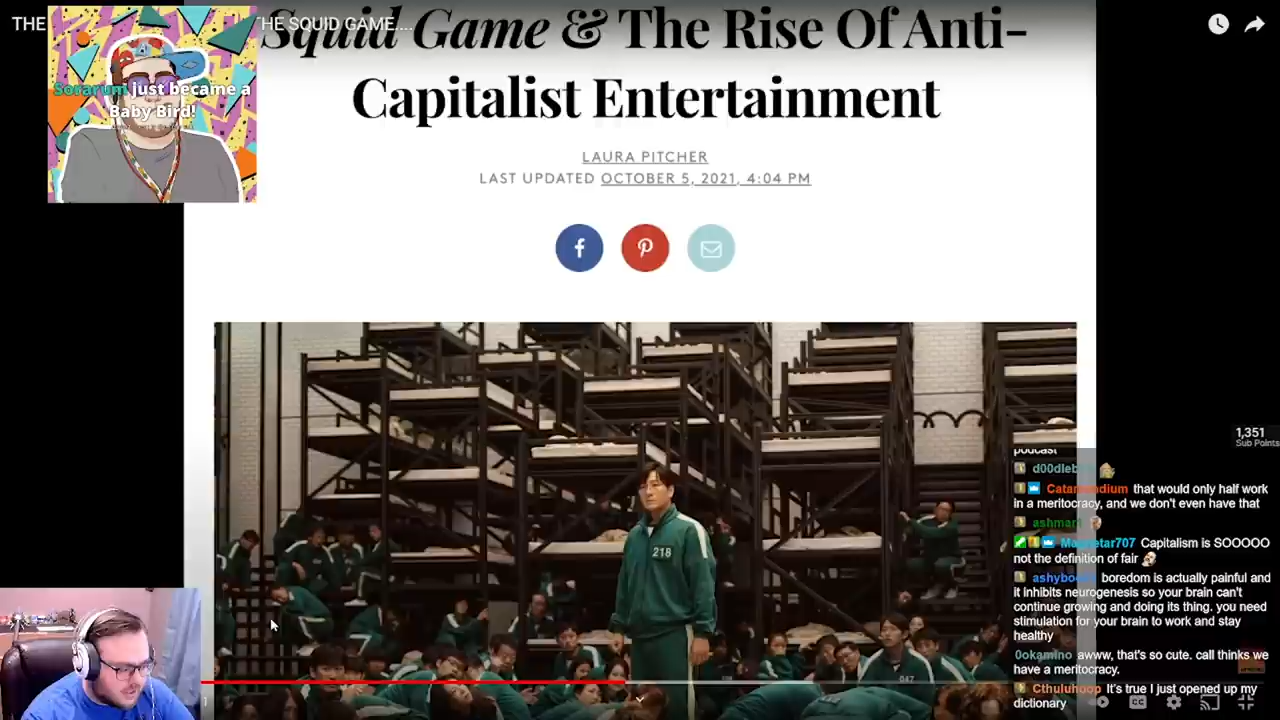 THE
THE SQUID GAME....
Squid Game & The Rise Of Anti-
Capitalist Entertainment
Sorarum just became a
Baby Bird!
LAURA PITCHER
LAST UPDATED OCTOBER 5, 2021, 4:04 PM
218
047
1,351
Sub Points
podcast
that would only half work
in a meritocracy, and we don't even have that
ashmar
Capitalism is SOOOOO
not the definition of fair
boredom is actually painful and
it inhibits neurogenesis so your brain can't
continue growing and doing its thing. you need
stimulation for your brain to work and stay
healthy
0okamino awww, that's so cute. call thinks we
have a meritocracy.
Cthuluhoop It's true I just opened up my
dictionary